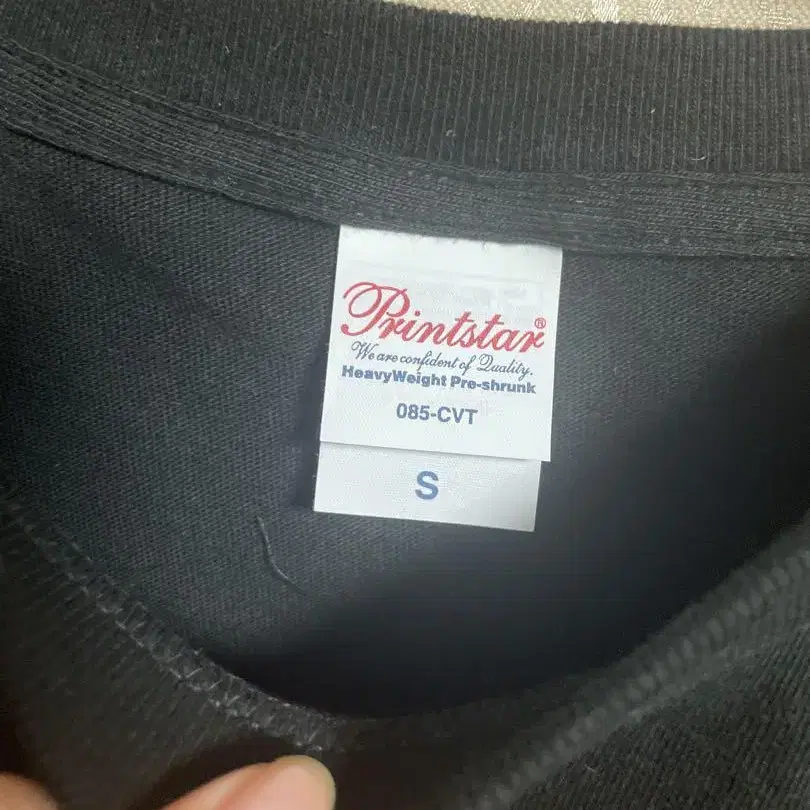 Printstar®
We are confident of Quality.
HeavyWeight Pre-shrunk
085-CVT
S